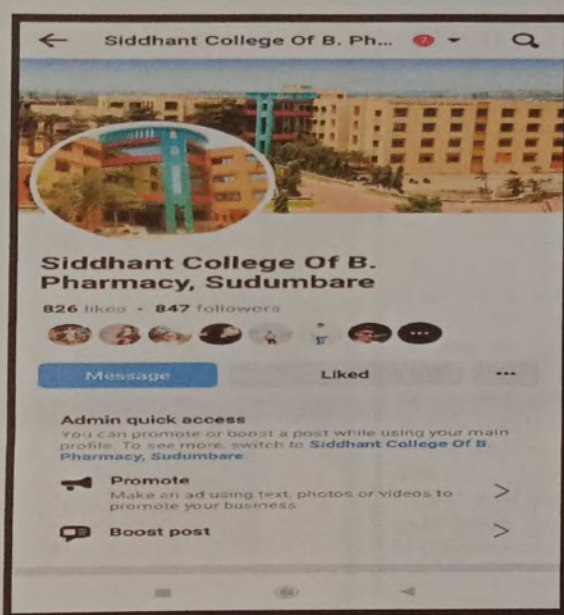 Siddhant College Of B. Ph...
7
Siddhant College Of B.
Pharmacy, Sudumbare
826 likes • 847 followers
Message
Liked
Admin quick access
You can promote or boost a post while using your main
profile. To see more, switch to Siddhant College Of B.
Pharmacy, Sudumbare.
Promote
Make an ad using text, photos or videos to
promote your business
Boost post